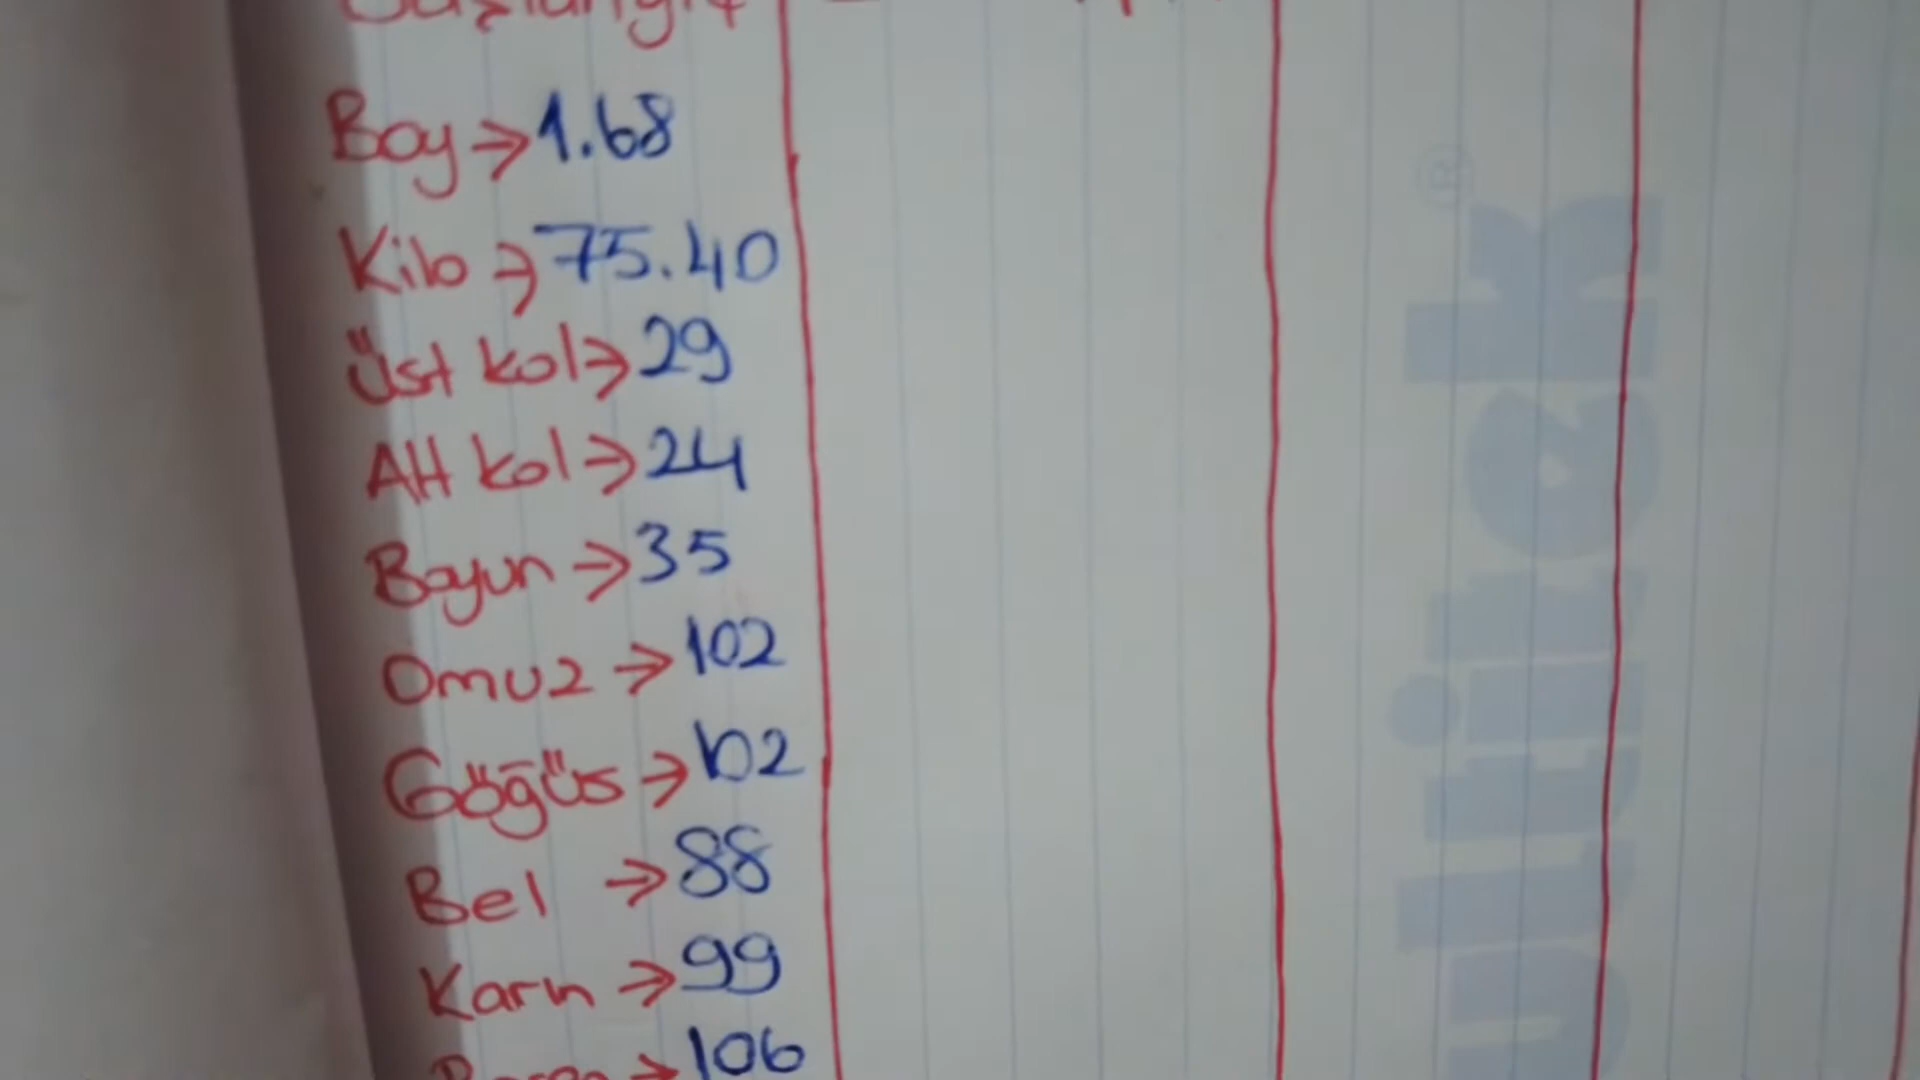 Başlangıç
Boy → 1.68
Kilo → 75.40
Üst kol → 29
Alt kol → 24
Boyun → 35
Omuz → 102
Göğüs → 102
Bel → 88
Karın → 99
→ 106